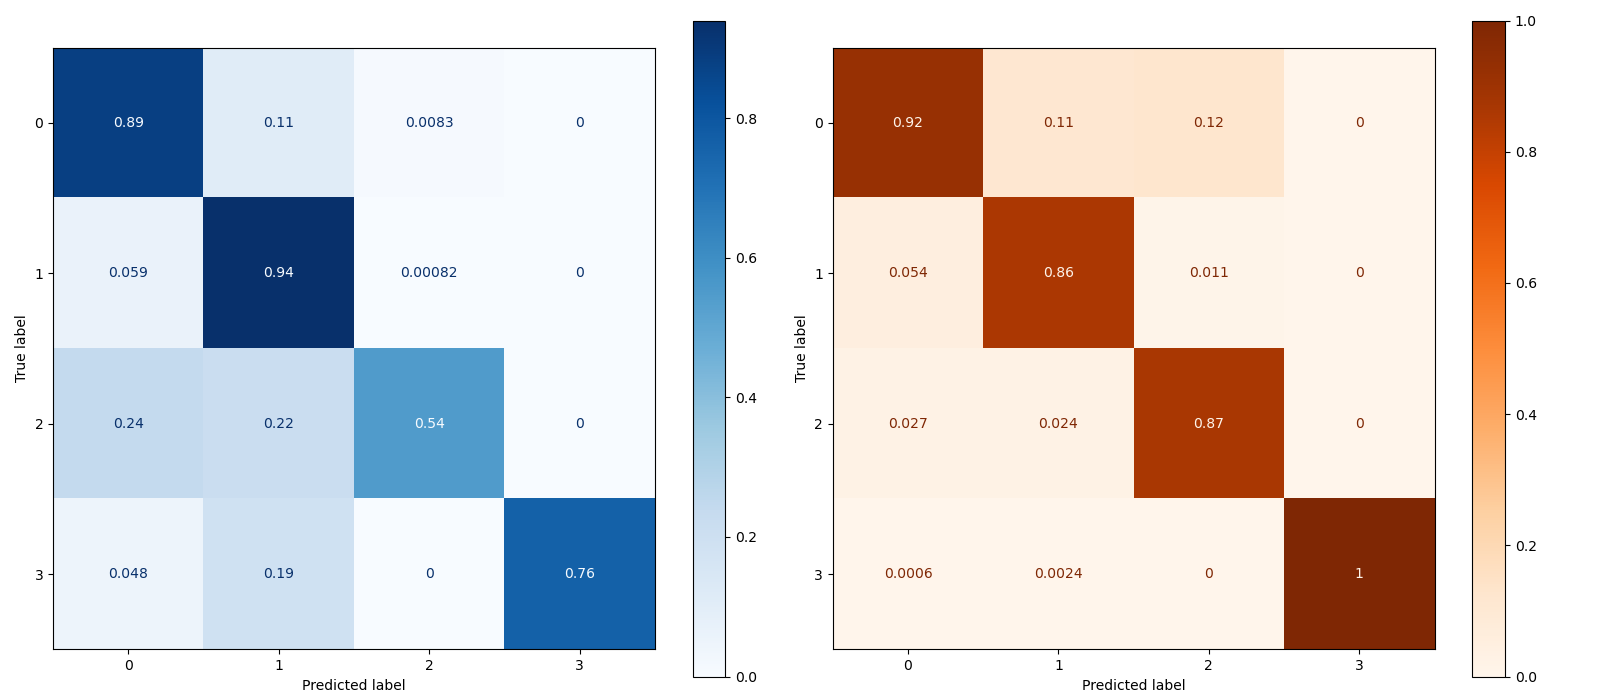 0 0.89 0.11 0.0083 0
1 0.059 0.94 0.00082 0
2 0.24 0.22 0.54 0
3 0.048 0.19 0 0.76
0 1 2 3
Predicted label
True label
0.8
0.6
0.4
0.2
0.0
0 0.92 0.11 0.12 0
1 0.054 0.86 0.011 0
2 0.027 0.024 0.87 0
3 0.0006 0.0024 0 1
0 1 2 3
Predicted label
True label
1.0
0.8
0.6
0.4
0.2
0.0